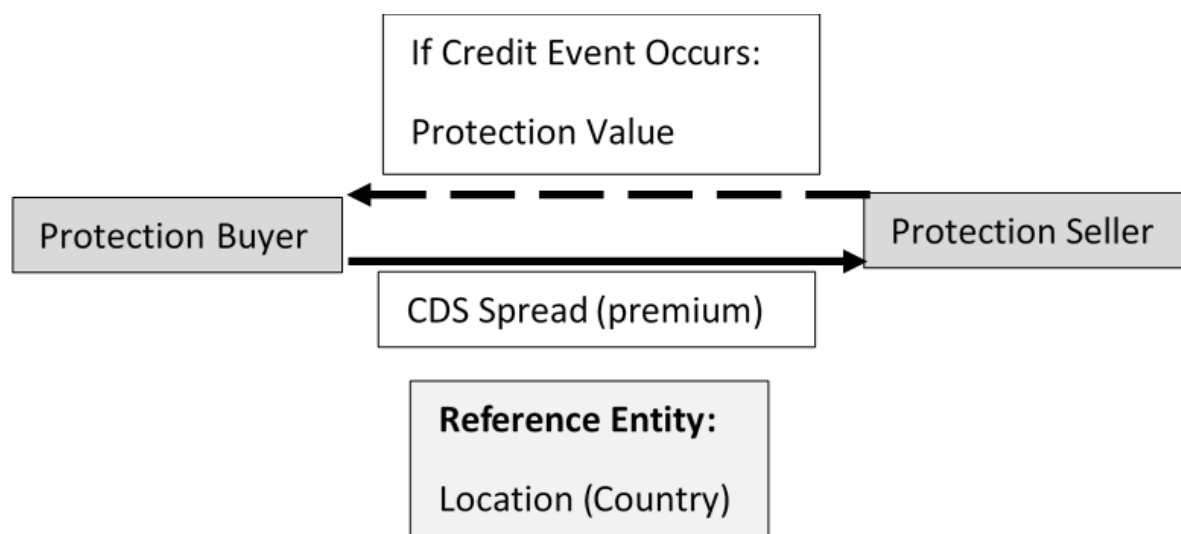 If Credit Event Occurs:
Protection Value
Protection Buyer
Protection Seller
CDS Spread (premium)
Reference Entity:
Location (Country)